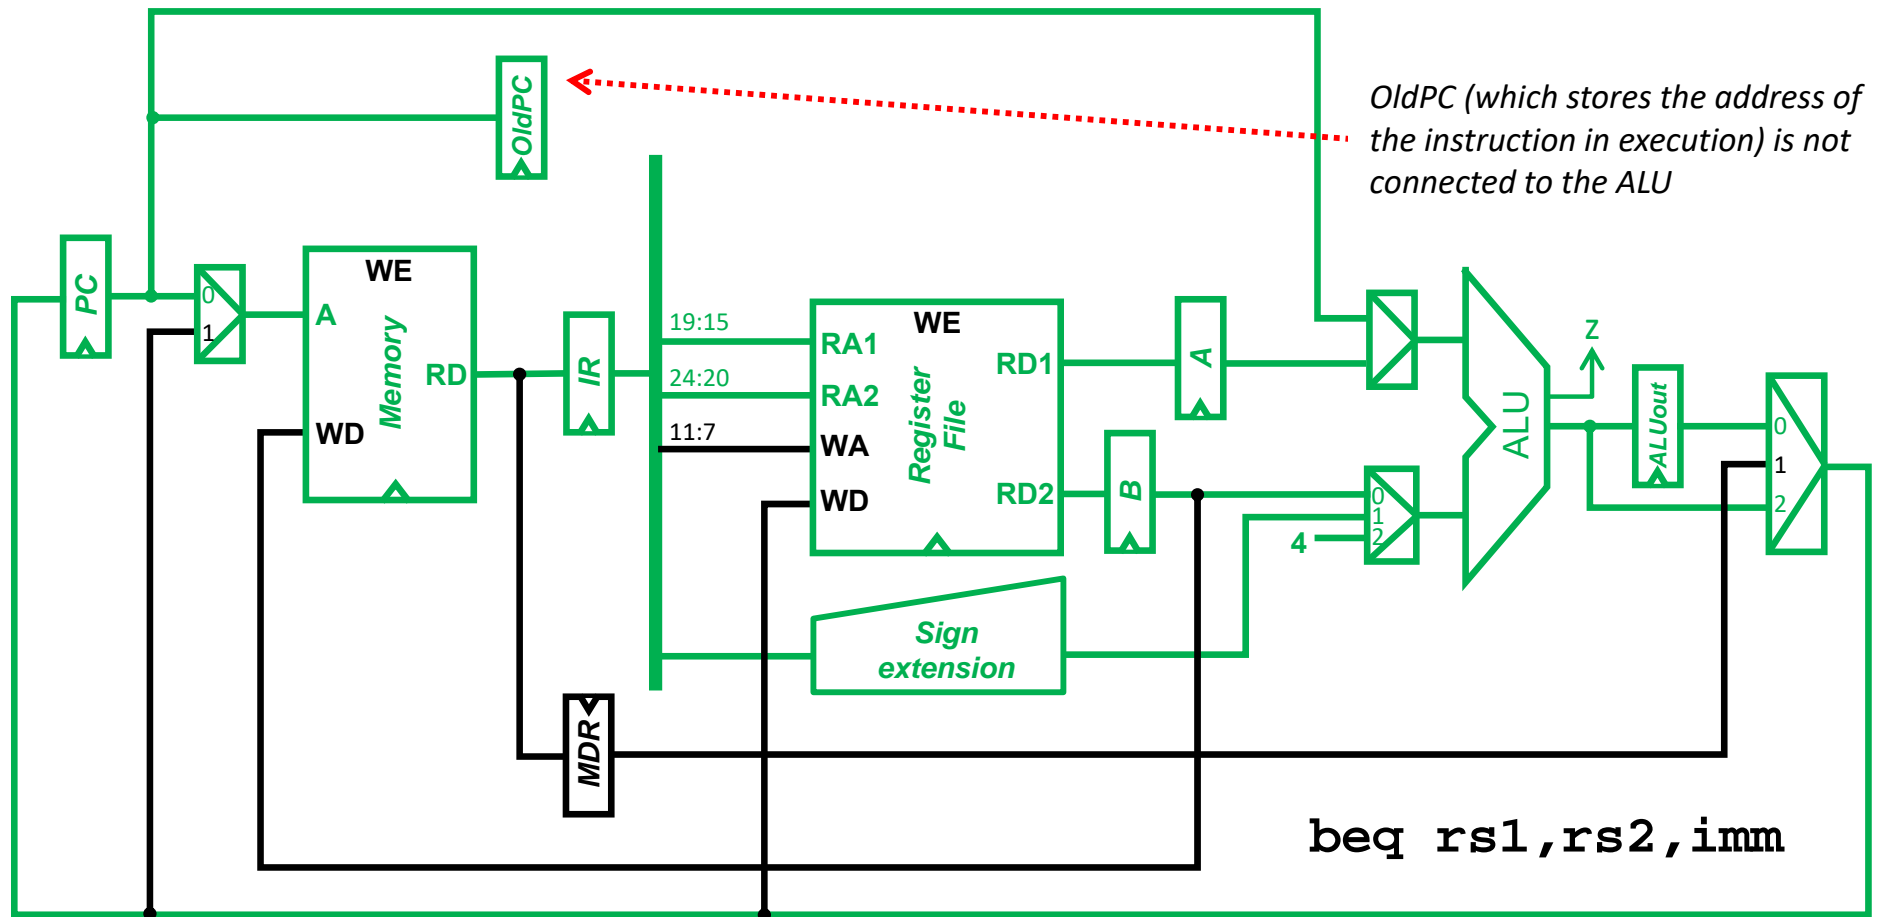 OldPC
OldPC (which stores the address of
the instruction in execution) is not
connected to the ALU
PC
0
1
WE
A
RD
WD
Memory
IR
19:15
24:20
11:7
WE
RA1
RA2
WA
WD
Register
File
RD1
RD2
A
B
4
0
1
2
ALU
Z
ALUout
0
1
2
Sign
extension
MDR
beq rs1,rs2,imm